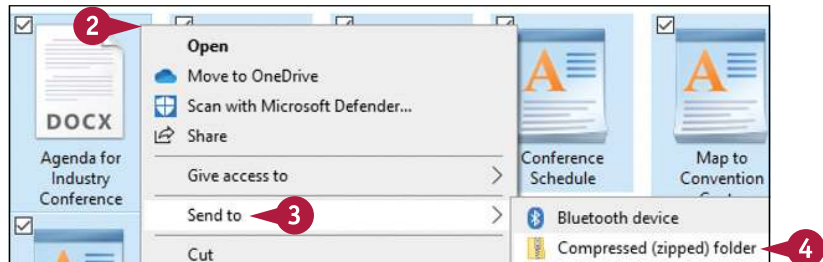 2
Open
Move to OneDrive
Scan with Microsoft Defender...
Share
Give access to
Send to
3
Cut
DOCX
Agenda for
Industry
Conference
A
Conference
Schedule
A
Map to
Convention
Bluetooth device
Compressed (zipped) folder
4
A